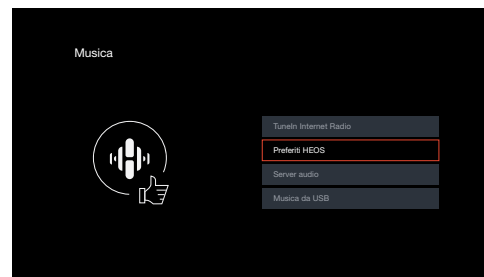 Musica
TuneIn Internet Radio
Preferiti HEOS
Server audio
Musica da USB